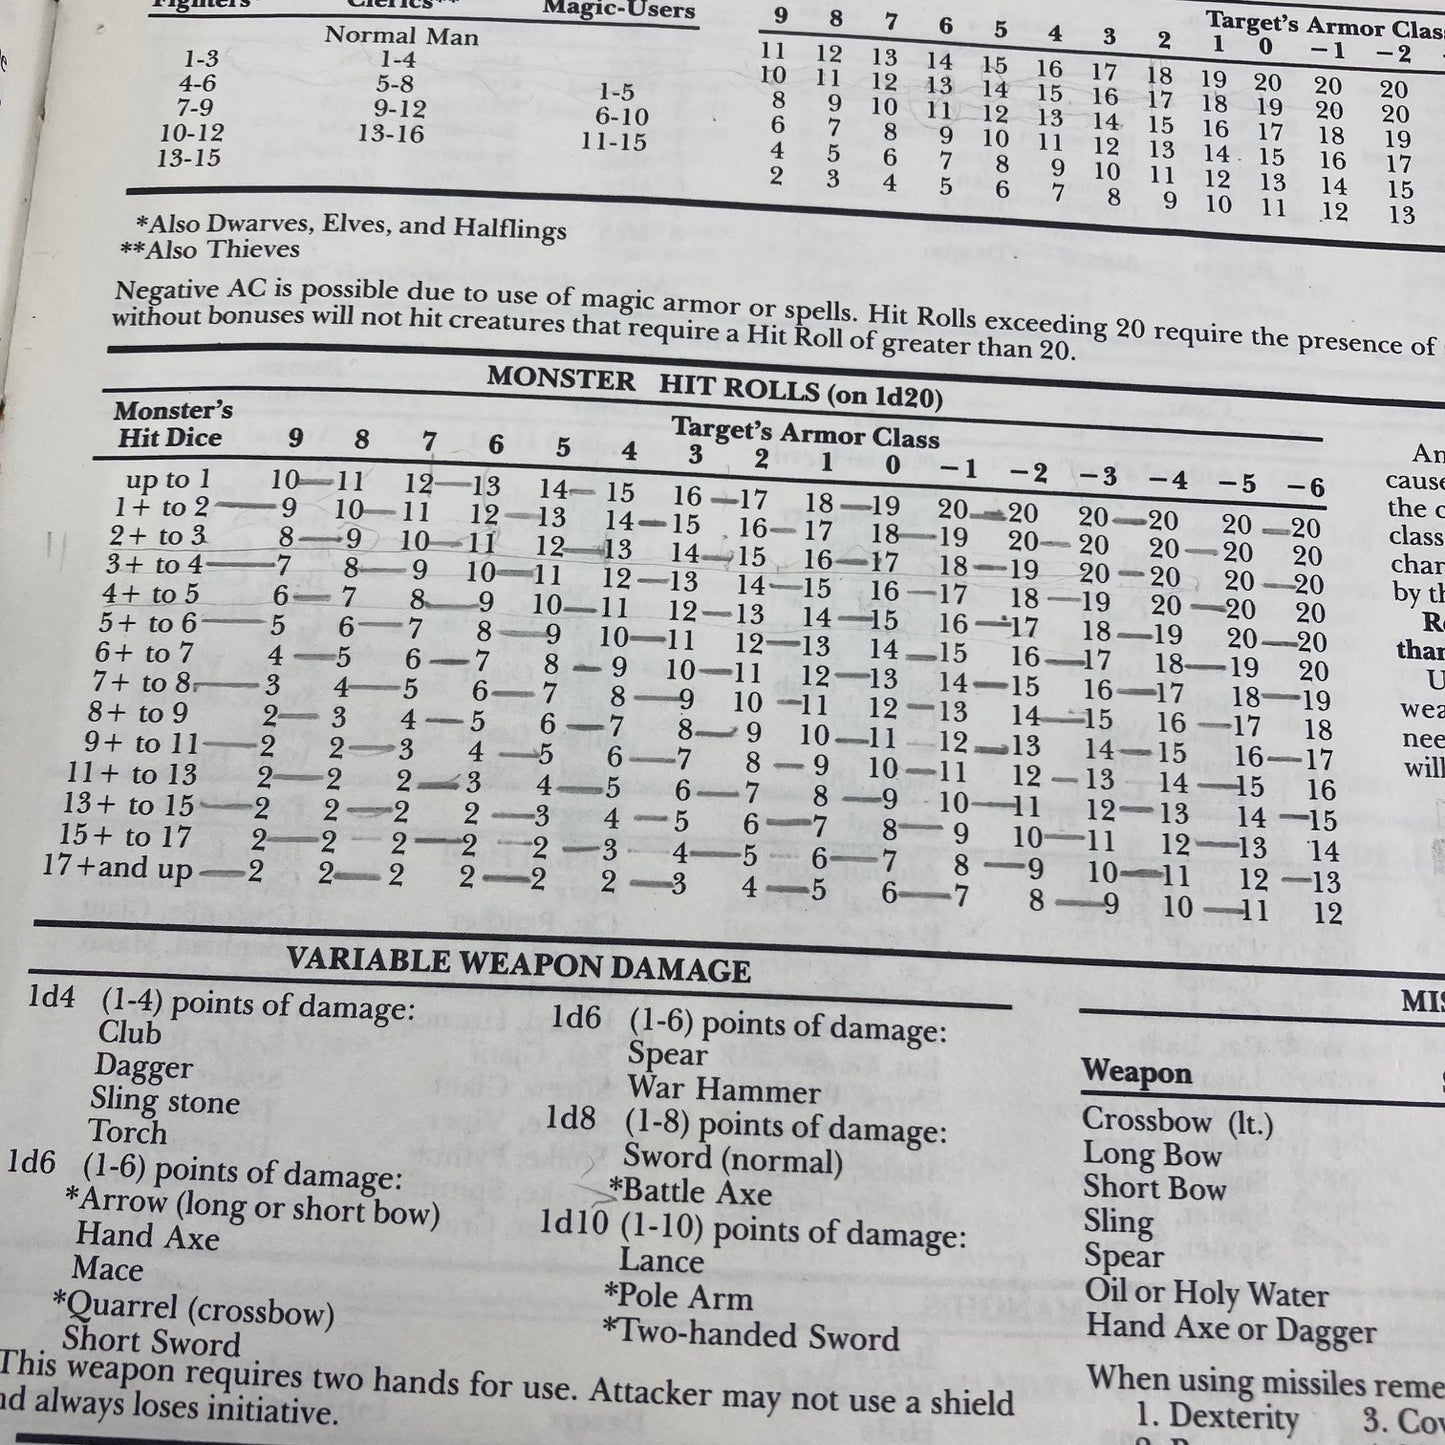 Fighters* Clerics** Magic-Users Target's Armor Class
9 8 7 6 5 4 3 2 1 0 −1 −2
Normal Man 11 12 13 14 15 16 17 18 19 20 20 20
1-3 1-4 1-5 10 11 12 13 14 15 16 17 18 19 20 20
4-6 5-8 6-10 8 9 10 11 12 13 14 15 16 17 18 19
7-9 9-12 11-15 6 7 8 9 10 11 12 13 14 15 16 17
10-12 13-16 4 5 6 7 8 9 10 11 12 13 14 15
13-15 2 3 4 5 6 7 8 9 10 11 12 13
*Also Dwarves, Elves, and Halflings
**Also Thieves
Negative AC is possible due to use of magic armor or spells. Hit Rolls exceeding 20 require the presence of
without bonuses will not hit creatures that require a Hit Roll of greater than 20.
MONSTER HIT ROLLS (on 1d20)
Monster's Target's Armor Class
Hit Dice 9 8 7 6 5 4 3 2 1 0 −1 −2 −3 −4 −5 −6
up to 1 10 11 12 13 14 15 16 17 18 19 20 20 20 20 20 20
1+ to 2 9 10 11 12 13 14 15 16 17 18 19 20 20 20 20 20
2+ to 3 8 9 10 11 12 13 14 15 16 17 18 19 20 20 20 20
3+ to 4 7 8 9 10 11 12 13 14 15 16 17 18 19 20 20 20
4+ to 5 6 7 8 9 10 11 12 13 14 15 16 17 18 19 20 20
5+ to 6 5 6 7 8 9 10 11 12 13 14 15 16 17 18 19 20
6+ to 7 4 5 6 7 8 9 10 11 12 13 14 15 16 17 18 19
7+ to 8 3 4 5 6 7 8 9 10 11 12 13 14 15 16 17 18
8+ to 9 2 3 4 5 6 7 8 9 10 11 12 13 14 15 16 17
9+ to 11 2 2 3 4 5 6 7 8 9 10 11 12 13 14 15 16
11+ to 13 2 2 2 3 4 5 6 7 8 9 10 11 12 13 14 15
13+ to 15 2 2 2 2 3 4 5 6 7 8 9 10 11 12 13 14
15+ to 17 2 2 2 2 2 3 4 5 6 7 8 9 10 11 12 13
17+and up 2 2 2 2 2 2 3 4 5 6 7 8 9 10 11 12
An
cause
the c
class
char
by th
Re
than
U
wea
nee
will
VARIABLE WEAPON DAMAGE
1d4 (1-4) points of damage:
Club
Dagger
Sling stone
Torch
1d6 (1-6) points of damage:
*Arrow (long or short bow)
Hand Axe
Mace
*Quarrel (crossbow)
Short Sword
1d6 (1-6) points of damage:
Spear
War Hammer
1d8 (1-8) points of damage:
Sword (normal)
*Battle Axe
1d10 (1-10) points of damage:
Lance
*Pole Arm
*Two-handed Sword
This weapon requires two hands for use. Attacker may not use a shield
nd always loses initiative.
MIS
Weapon
Crossbow (lt.)
Long Bow
Short Bow
Sling
Spear
Oil or Holy Water
Hand Axe or Dagger
When using missiles reme
1. Dexterity 3. Cov